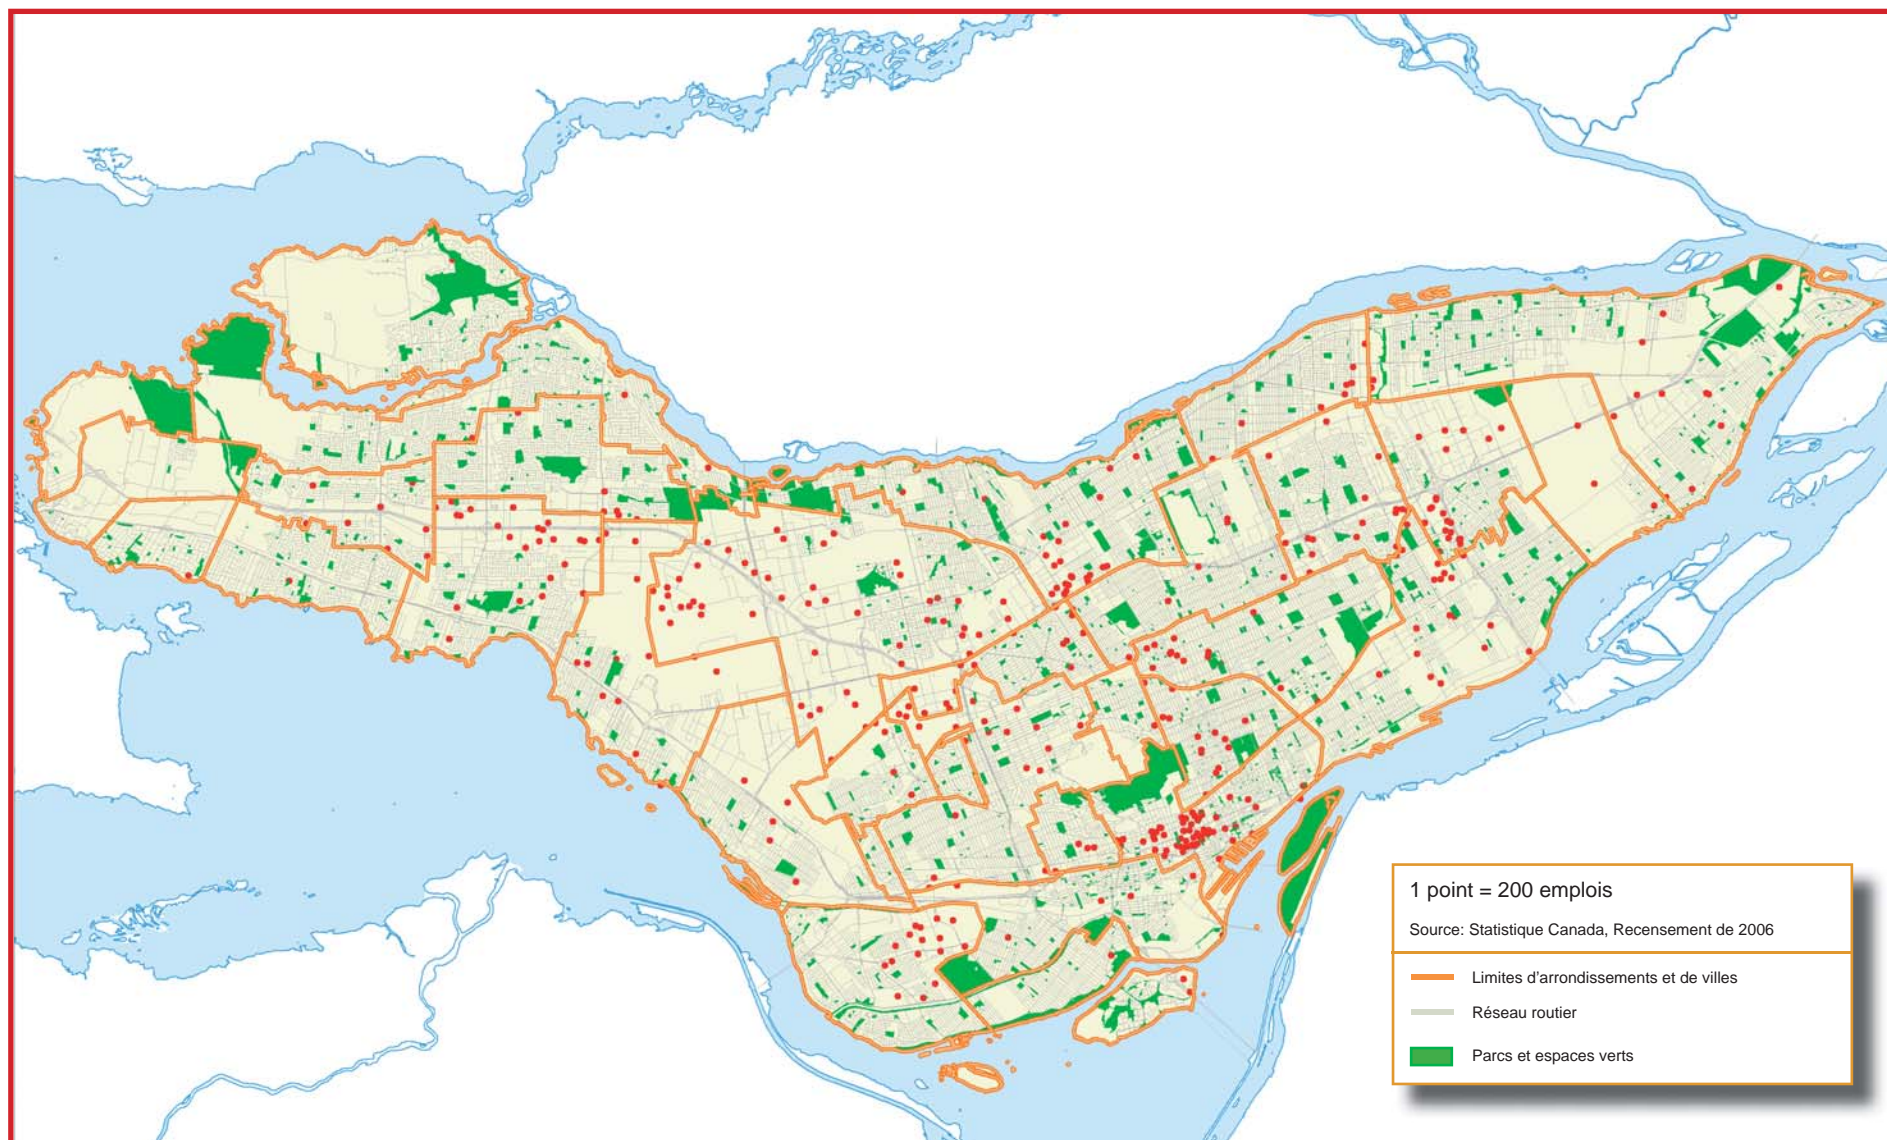 1 point = 200 emplois
Source: Statistique Canada, Recensement de 2006
Limites d’arrondissements et de villes
Réseau routier
Parcs et espaces verts